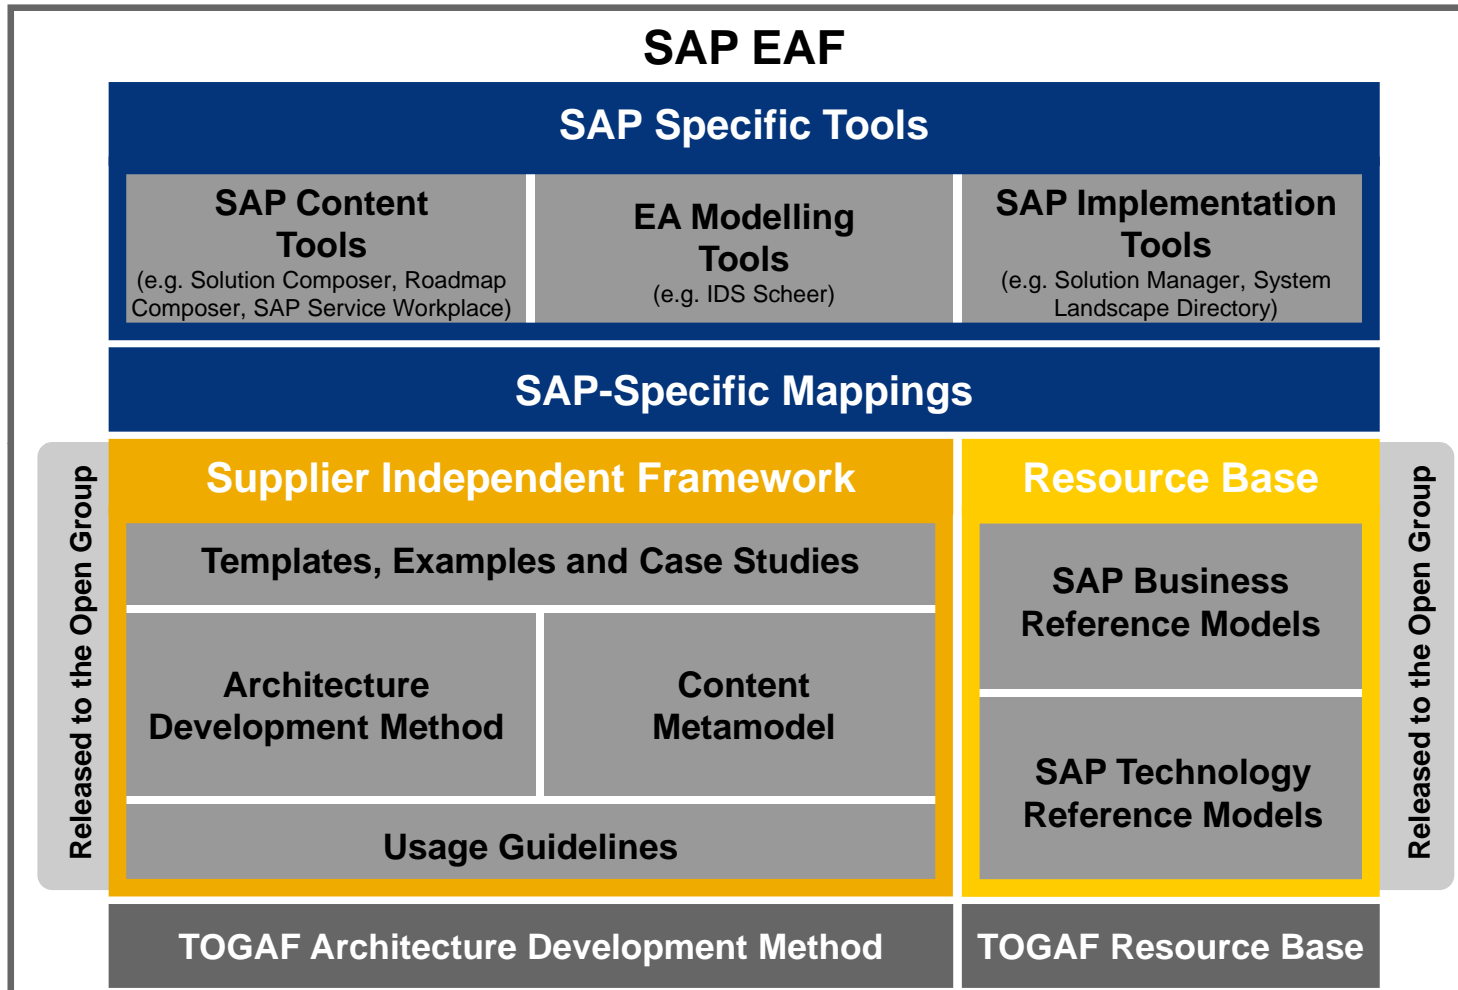 SAP EAF
SAP Specific Tools
SAP Content
Tools
(e.g. Solution Composer, Roadmap
Composer, SAP Service Workplace)
EA Modelling
Tools
(e.g. IDS Scheer)
SAP Implementation
Tools
(e.g. Solution Manager, System
Landscape Directory)
SAP-Specific Mappings
Released to the Open Group
Supplier Independent Framework
Templates, Examples and Case Studies
Architecture
Development Method
Content
Metamodel
Usage Guidelines
Resource Base
SAP Business
Reference Models
SAP Technology
Reference Models
Released to the Open Group
TOGAF Architecture Development Method
TOGAF Resource Base